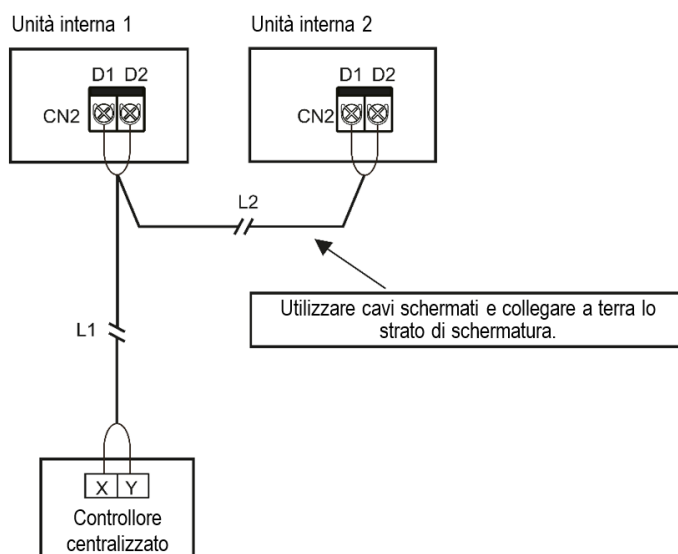 Unità interna 1
Unità interna 2
D1 D2
CN2
D1 D2
CN2
L2
Utilizzare cavi schermati e collegare a terra lo
strato di schermatura.
L1
X Y
Controllore
centralizzato